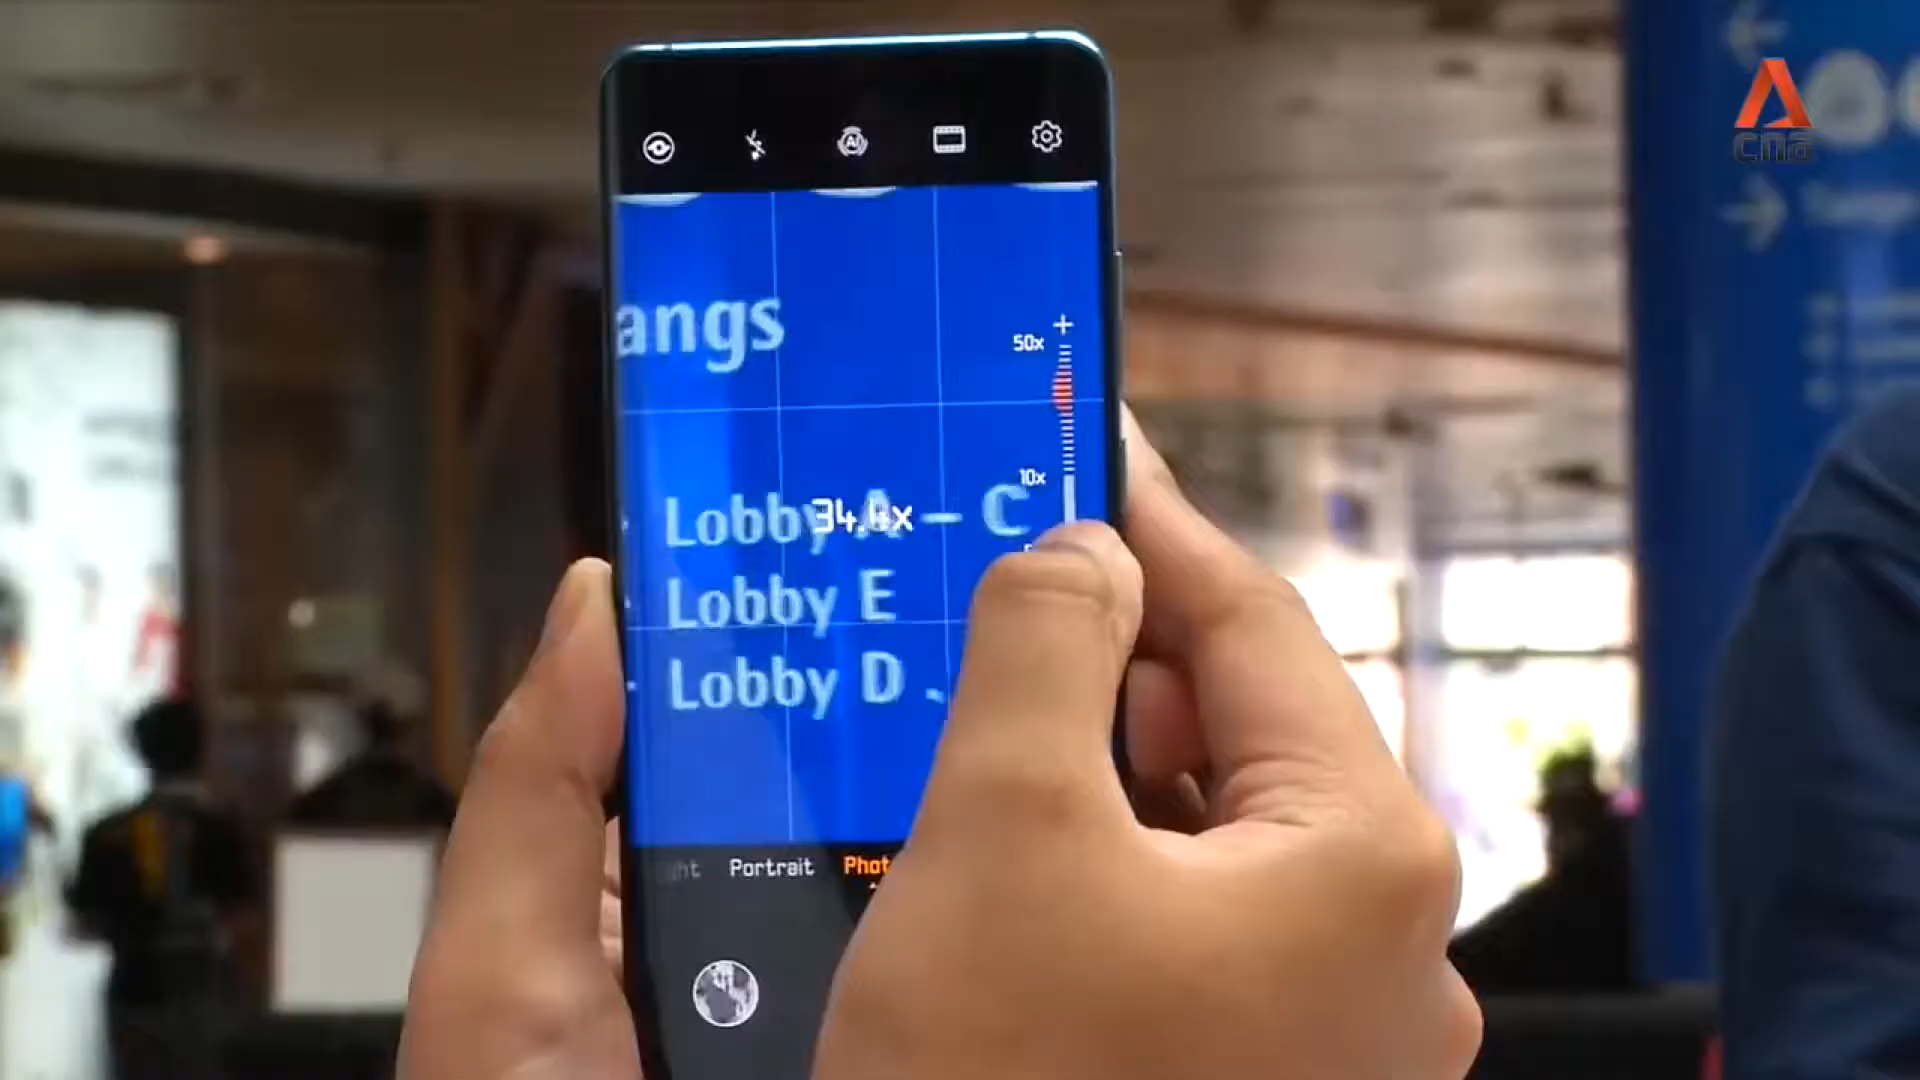 cna
angs
50x
10x
Lobby A – C
34.4x
Lobby E
Lobby D
Portrait
Phot